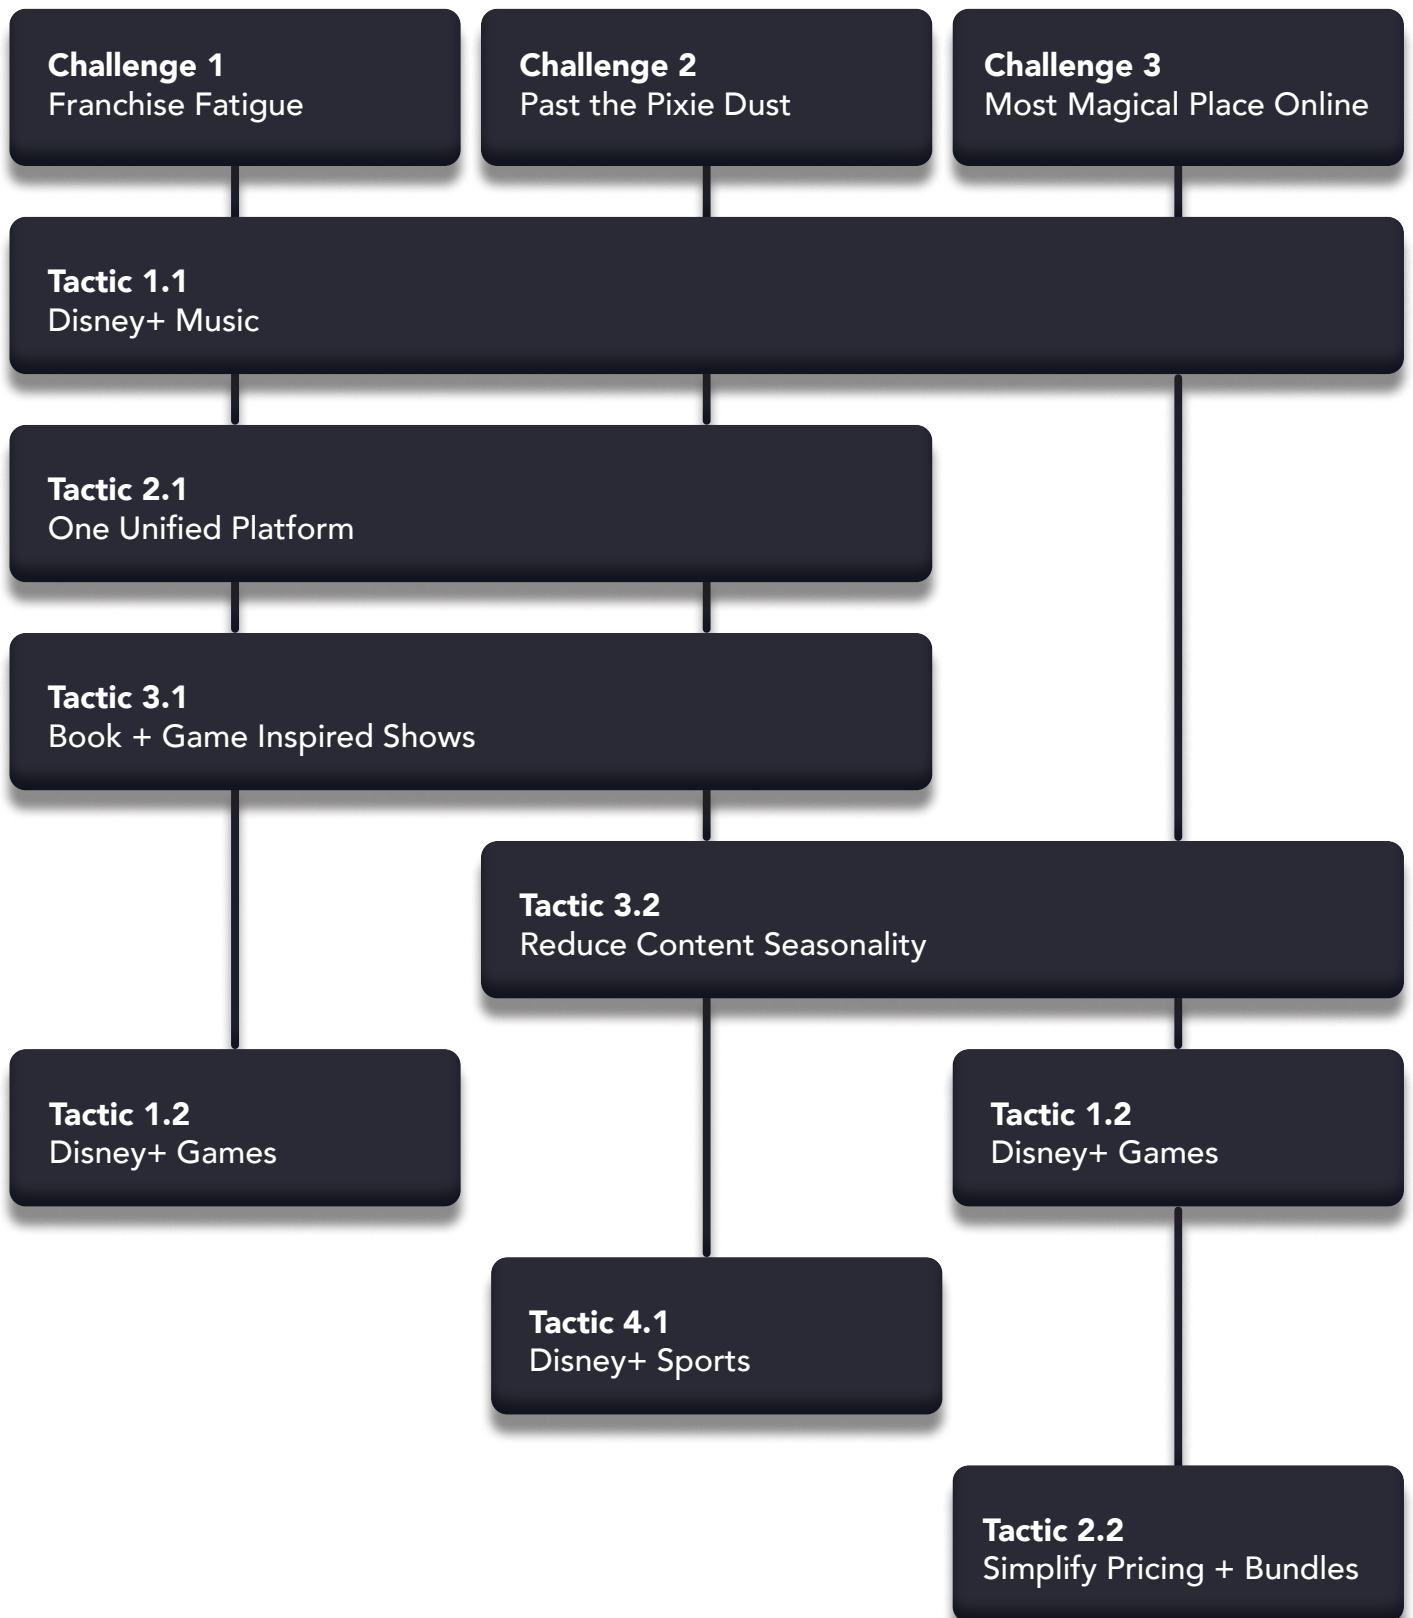 Challenge 1
Franchise Fatigue
Challenge 2
Past the Pixie Dust
Challenge 3
Most Magical Place Online
Tactic 1.1
Disney+ Music
Tactic 2.1
One Unified Platform
Tactic 3.1
Book + Game Inspired Shows
Tactic 3.2
Reduce Content Seasonality
Tactic 1.2
Disney+ Games
Tactic 1.2
Disney+ Games
Tactic 4.1
Disney+ Sports
Tactic 2.2
Simplify Pricing + Bundles